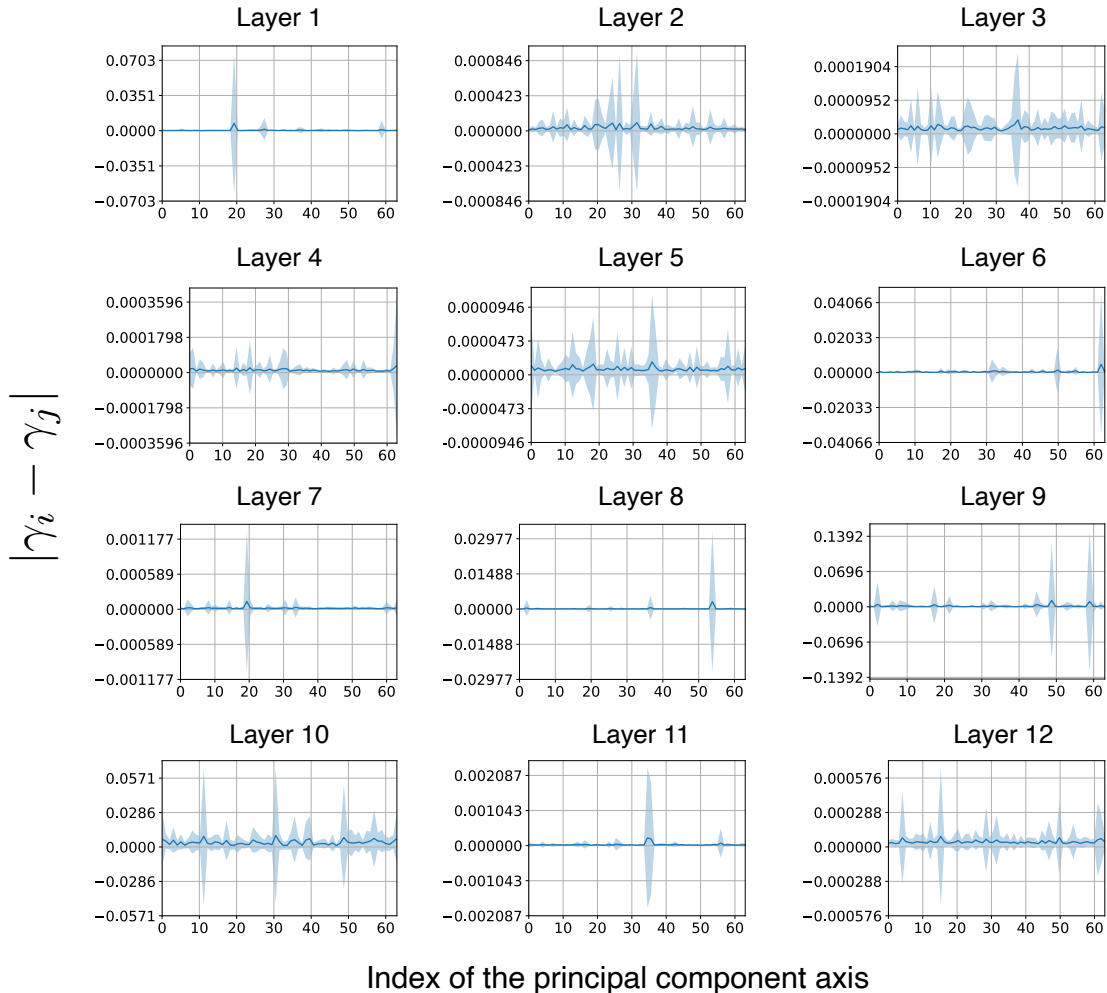 Layer 1
0.0703
0.0351
0.0000
−0.0351
−0.0703
0 10 20 30 40 50 60
Layer 2
0.000846
0.000423
0.000000
−0.000423
−0.000846
0 10 20 30 40 50 60
Layer 3
0.0001904
0.0000952
0.0000000
−0.0000952
−0.0001904
0 10 20 30 40 50 60
Layer 4
0.0003596
0.0001798
0.0000000
−0.0001798
−0.0003596
0 10 20 30 40 50 60
Layer 5
0.0000946
0.0000473
0.0000000
-0.0000473
-0.0000946
0 10 20 30 40 50 60
Layer 6
0.04066
0.02033
0.00000
−0.02033
−0.04066
0 10 20 30 40 50 60
|γᵢ − γⱼ|
Layer 7
0.001177
0.000589
0.000000
−0.000589
−0.001177
0 10 20 30 40 50 60
Layer 8
0.02977
0.01488
0.00000
−0.01488
−0.02977
0 10 20 30 40 50 60
Layer 9
0.1392
0.0696
0.0000
−0.0696
−0.1392
0 10 20 30 40 50 60
Layer 10
0.0571
0.0286
0.0000
−0.0286
−0.0571
0 10 20 30 40 50 60
Layer 11
0.002087
0.001043
0.000000
−0.001043
−0.002087
0 10 20 30 40 50 60
Layer 12
0.000576
0.000288
0.000000
−0.000288
−0.000576
0 10 20 30 40 50 60
Index of the principal component axis